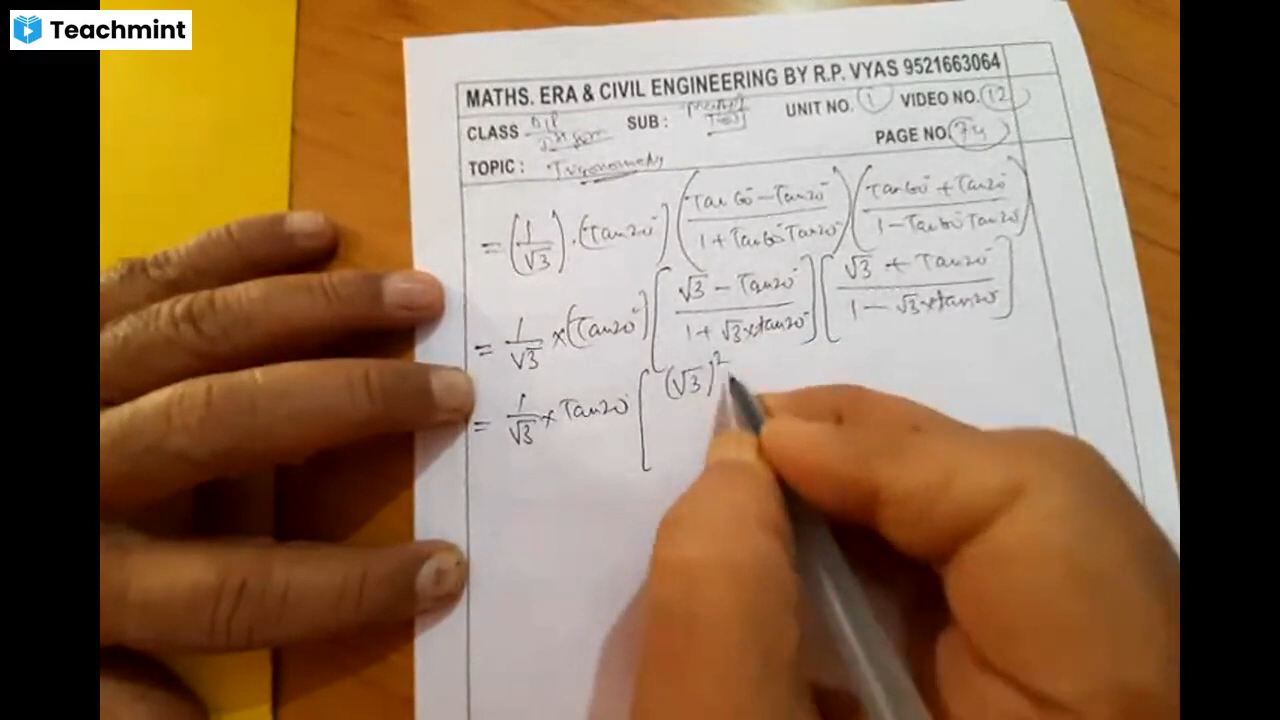 Teachmint
MATHS. ERA & CIVIL ENGINEERING BY R.P. VYAS 9521663064
CLASS SUB : UNIT NO. 1 VIDEO NO. 12
PAGE NO. 74
TOPIC : Trigonometry
= (1/√3) · (Tan20°) (Tan60° − Tan20° / 1 + Tan60° Tan20°) (Tan60° + Tan20° / 1 − Tan60° Tan20°)
= 1/√3 × (Tan20°) [√3 − Tan20° / 1 + √3×tan20°] [√3 + Tan20° / 1 − √3×tan20°]
= 1/√3 × Tan20° [ (√3)²